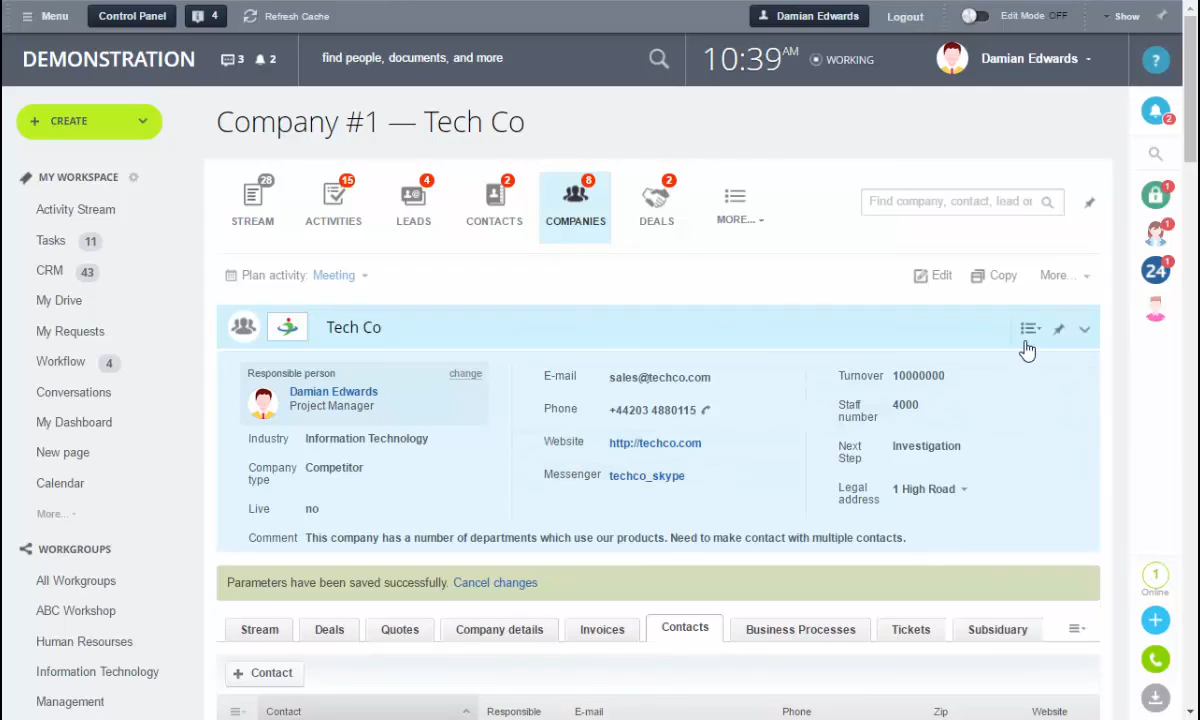 Menu Control Panel 4 Refresh Cache Damian Edwards Logout Edit Mode OFF Show
DEMONSTRATION 3 2 find people, documents, and more 10:39 AM WORKING Damian Edwards ?
+ CREATE
Company #1 — Tech Co
2
MY WORKSPACE
Activity Stream
Tasks 11
CRM 43
My Drive
My Requests
Workflow 4
Conversations
My Dashboard
New page
Calendar
More...
WORKGROUPS
All Workgroups
ABC Workshop
Human Resourses
Information Technology
Management
28 15 4 2 8 2
STREAM ACTIVITIES LEADS CONTACTS COMPANIES DEALS MORE...
Find company, contact, lead or
Plan activity: Meeting Edit Copy More...
Tech Co
Responsible person change
Damian Edwards
Project Manager
Industry Information Technology
Company type Competitor
Live no
Comment This company has a number of departments which use our products. Need to make contact with multiple contacts.
E-mail sales@techco.com
Phone +44203 4880115
Website http://techco.com
Messenger techco_skype
Turnover 10000000
Staff number 4000
Next Step Investigation
Legal address 1 High Road
Parameters have been saved successfully. Cancel changes
Stream Deals Quotes Company details Invoices Contacts Business Processes Tickets Subsiduary
+ Contact
Contact Responsible E-mail Phone Zip Website
1
1
24 1
1
Online